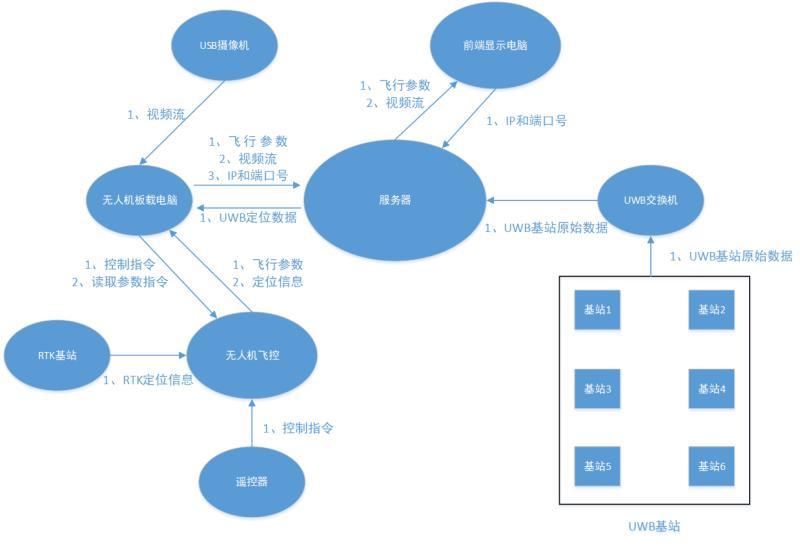 USB摄像机
前端显示电脑
1、飞行参数
2、视频流
1、视频流
1、IP和端口号
1、飞 行 参 数
2、视频流
3、IP和端口号
无人机板载电脑
服务器
UWB交换机
1、UWB定位数据
1、UWB基站原始数据
1、控制指令
2、读取参数指令
1、飞行参数
2、定位信息
1、UWB基站原始数据
基站1
基站2
RTK基站
无人机飞控
1、RTK定位信息
基站3
基站4
1、控制指令
基站5
基站6
遥控器
UWB基站